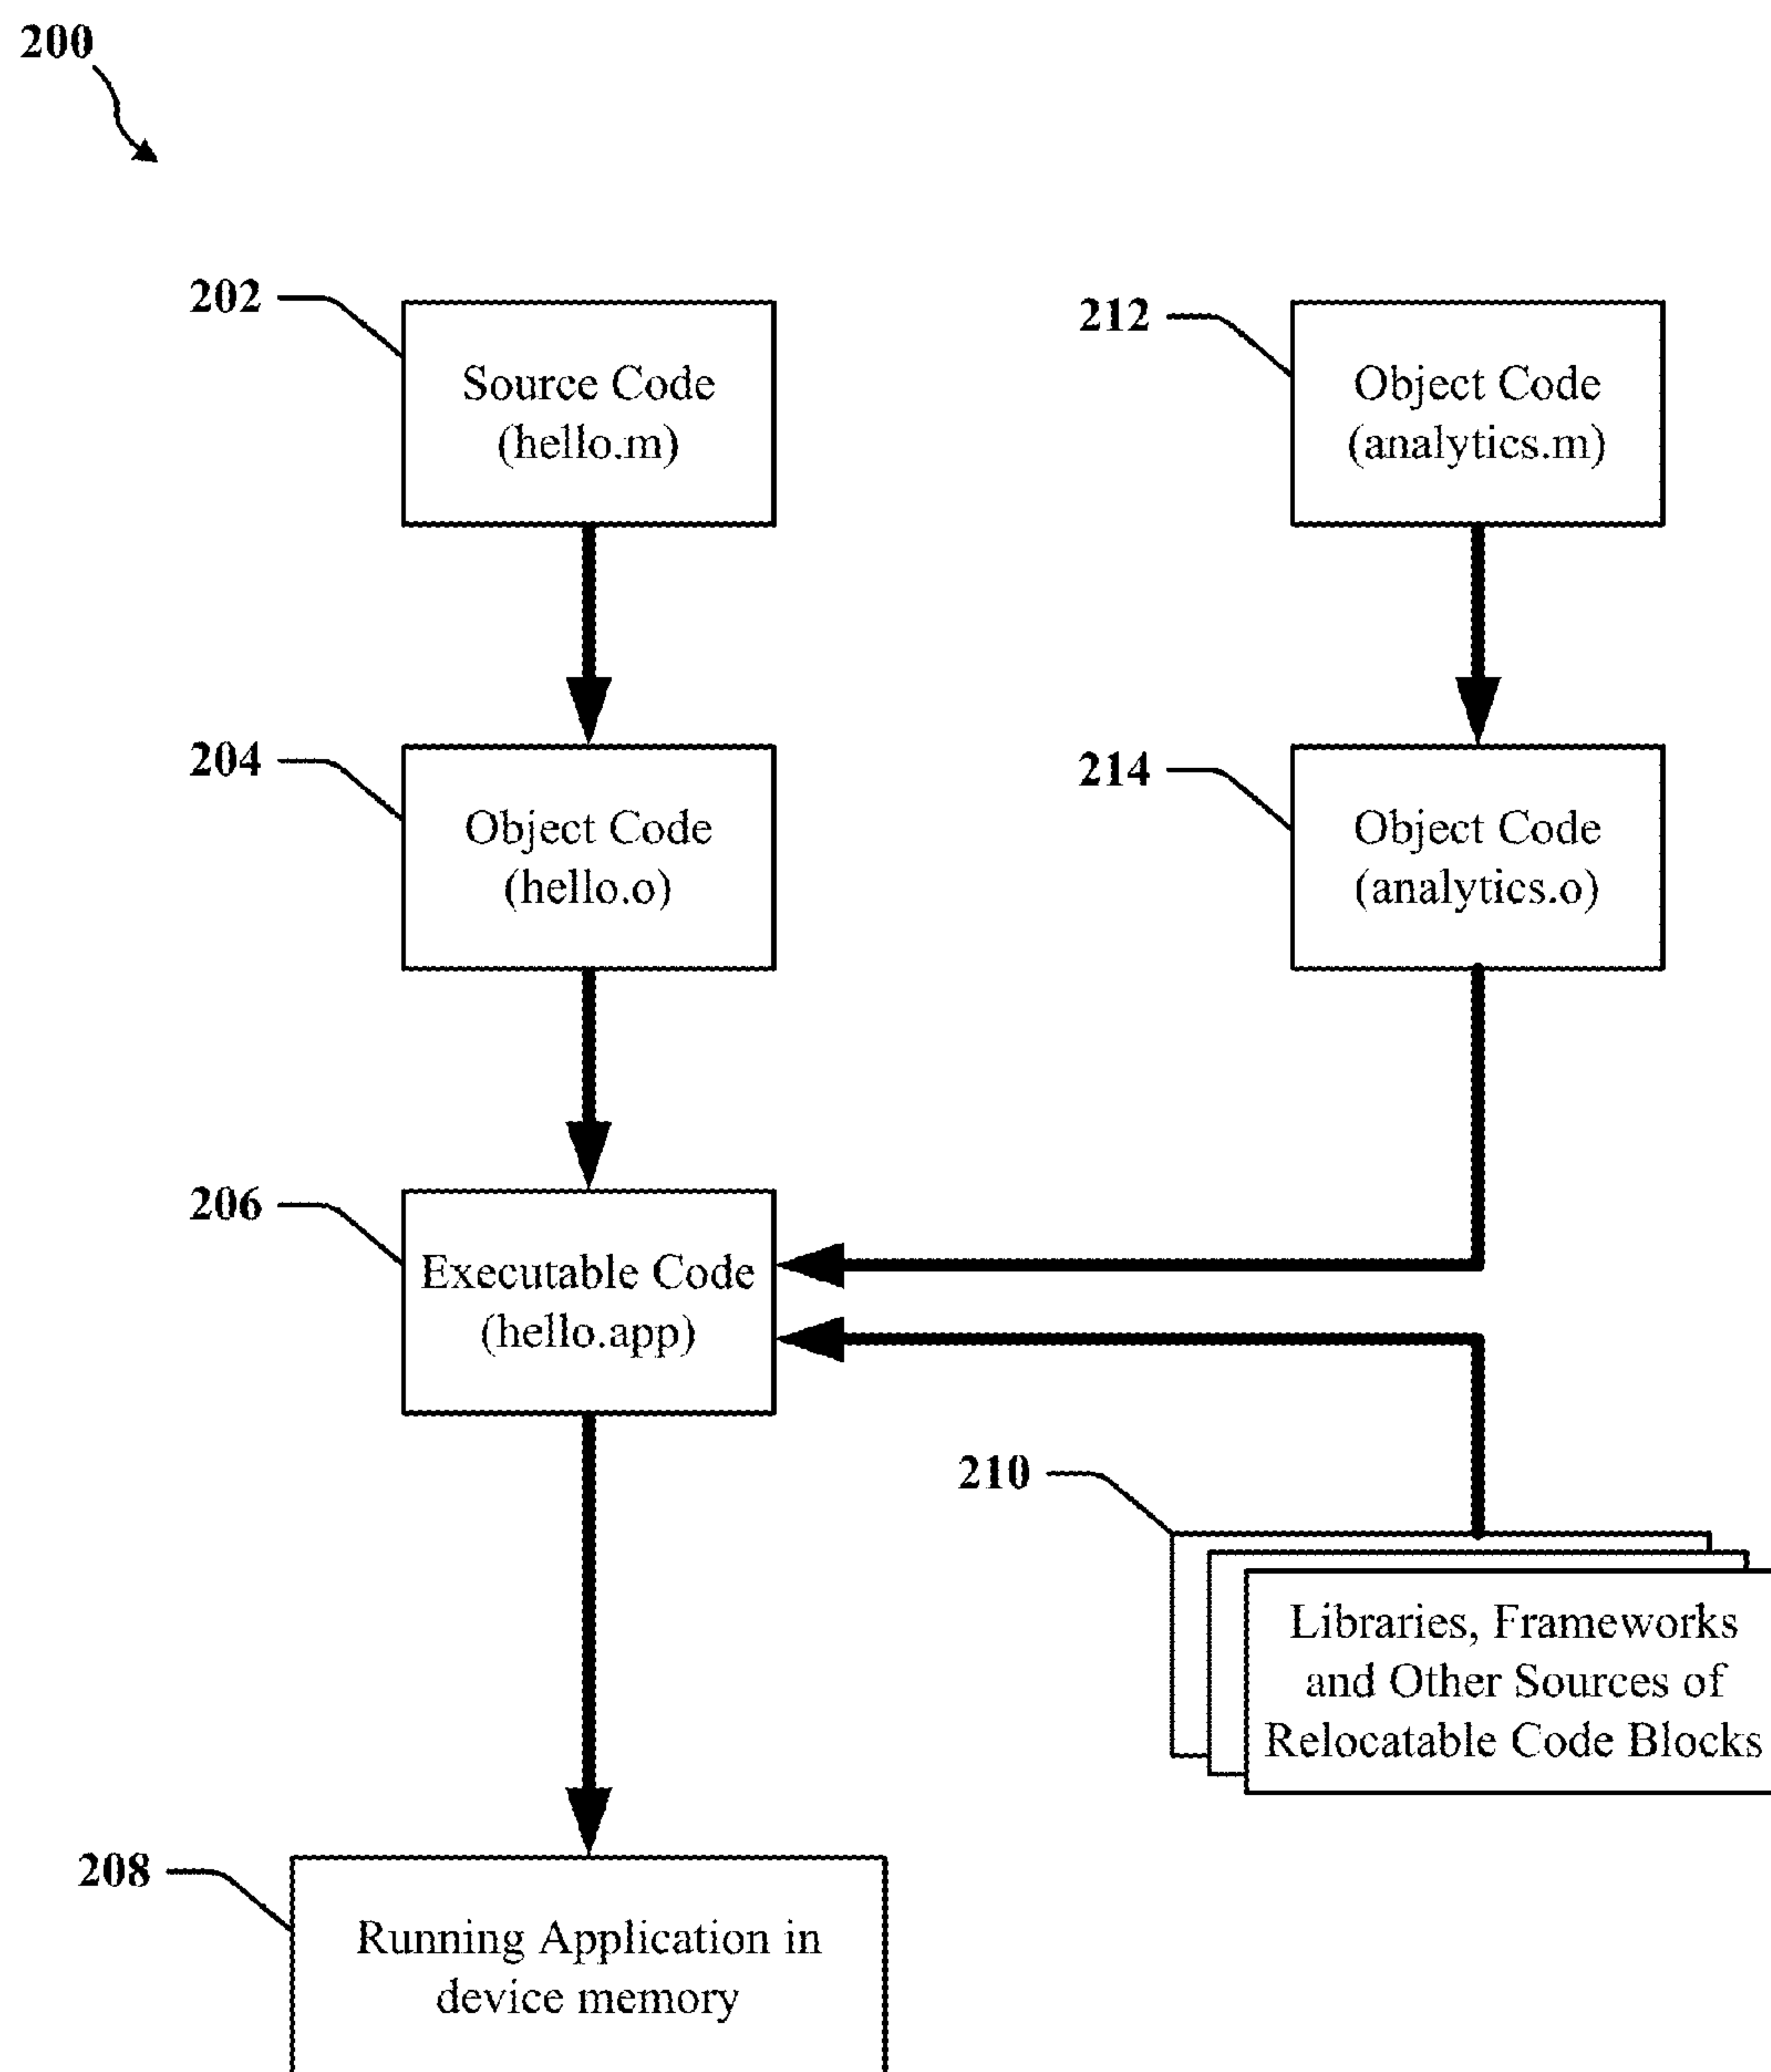 200
202
Source Code
(hello.m)
212
Object Code
(analytics.m)
204
Object Code
(hello.o)
214
Object Code
(analytics.o)
206
Executable Code
(hello.app)
210
Libraries, Frameworks
and Other Sources of
Relocatable Code Blocks
208
Running Application in
device memory